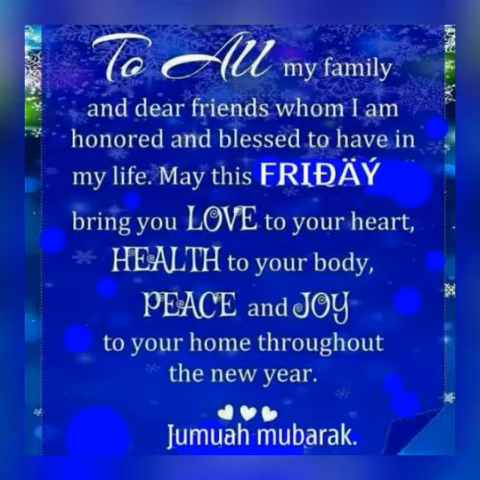 To All my family
and dear friends whom I am
honored and blessed to have in
my life. May this FRIĐÄÝ
bring you LOVE to your heart,
HEALTH to your body,
PEACE and JOY
to your home throughout
the new year.
Jumuah mubarak.